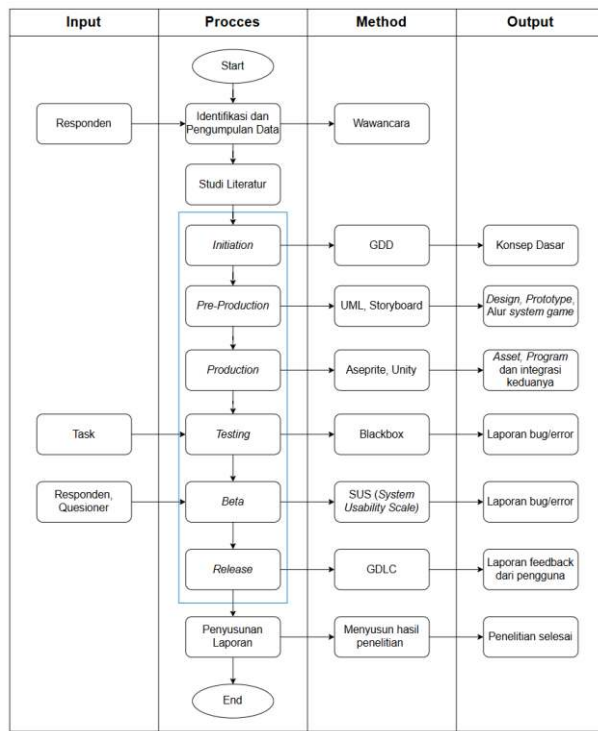 Input
Procces
Method
Output
Start
Responden
Identifikasi dan
Pengumpulan Data
Wawancara
Studi Literatur
Initiation
GDD
Konsep Dasar
Pre-Production
UML, Storyboard
Design, Prototype,
Alur system game
Production
Aseprite, Unity
Asset, Program
dan integrasi
keduanya
Task
Testing
Blackbox
Laporan bug/error
Responden,
Quesioner
Beta
SUS (System
Usability Scale)
Laporan bug/error
Release
GDLC
Laporan feedback
dari pengguna
Penyusunan
Laporan
Menyusun hasil
penelitian
Penelitian selesai
End